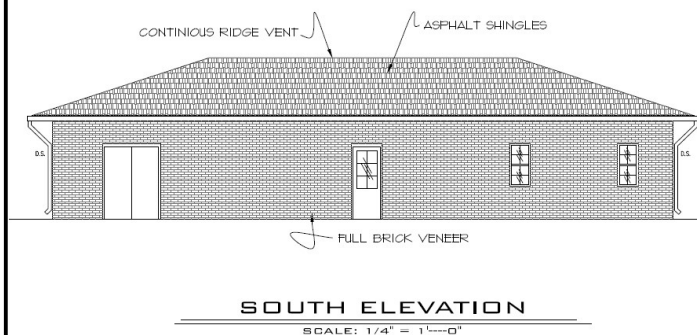 CONTINIOUS RIDGE VENT
ASPHALT SHINGLES
D.S.
D.S.
FULL BRICK VENEER
SOUTH ELEVATION
SCALE: 1/4" = 1'----0"